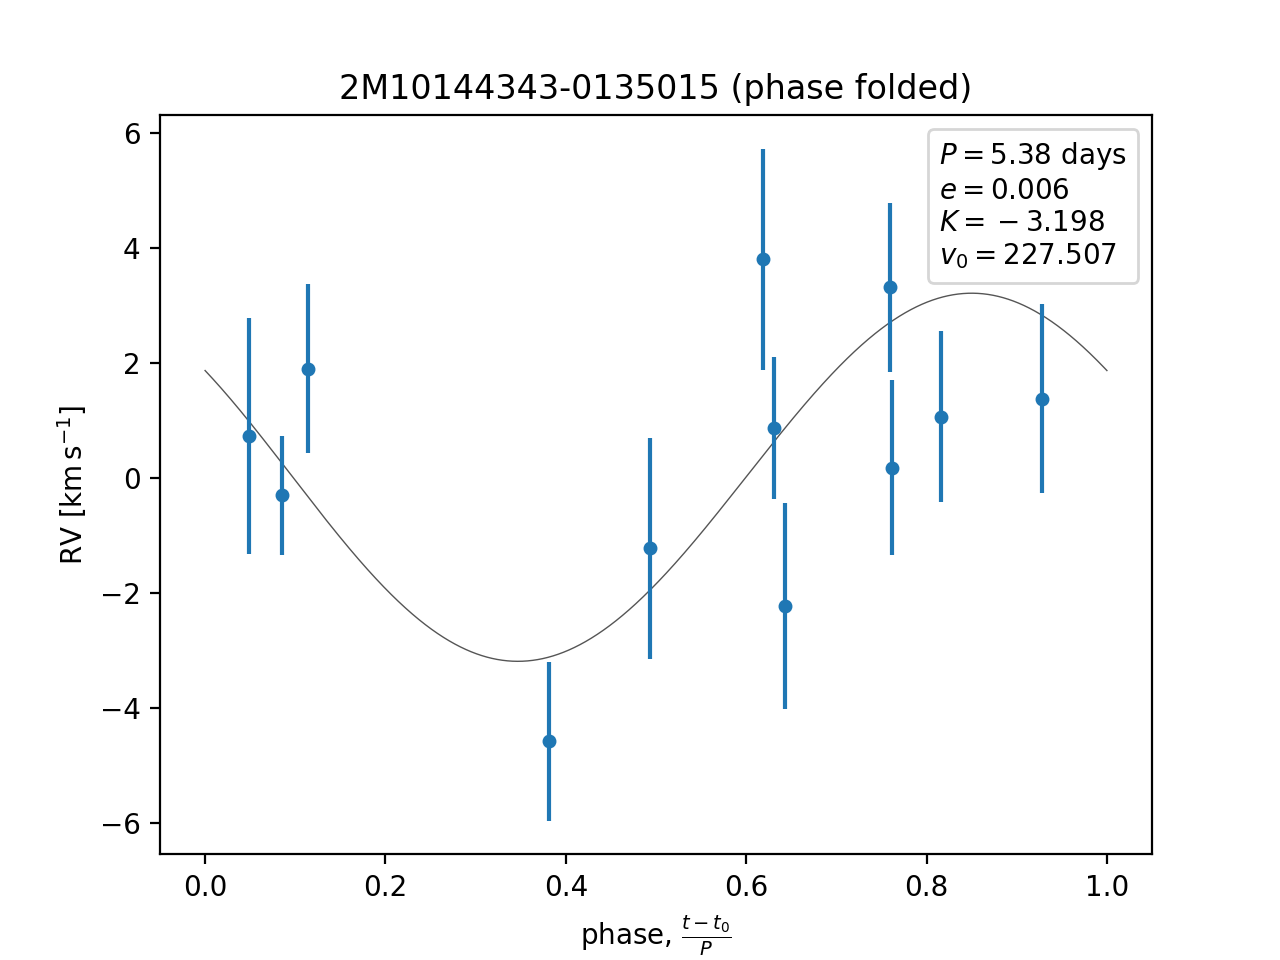 2M10144343-0135015 (phase folded)
P = 5.38 days
e = 0.006
K = −3.198
v₀ = 227.507
RV [km s⁻¹]
6
4
2
0
−2
−4
−6
0.0 0.2 0.4 0.6 0.8 1.0
phase, (t − t₀)/P